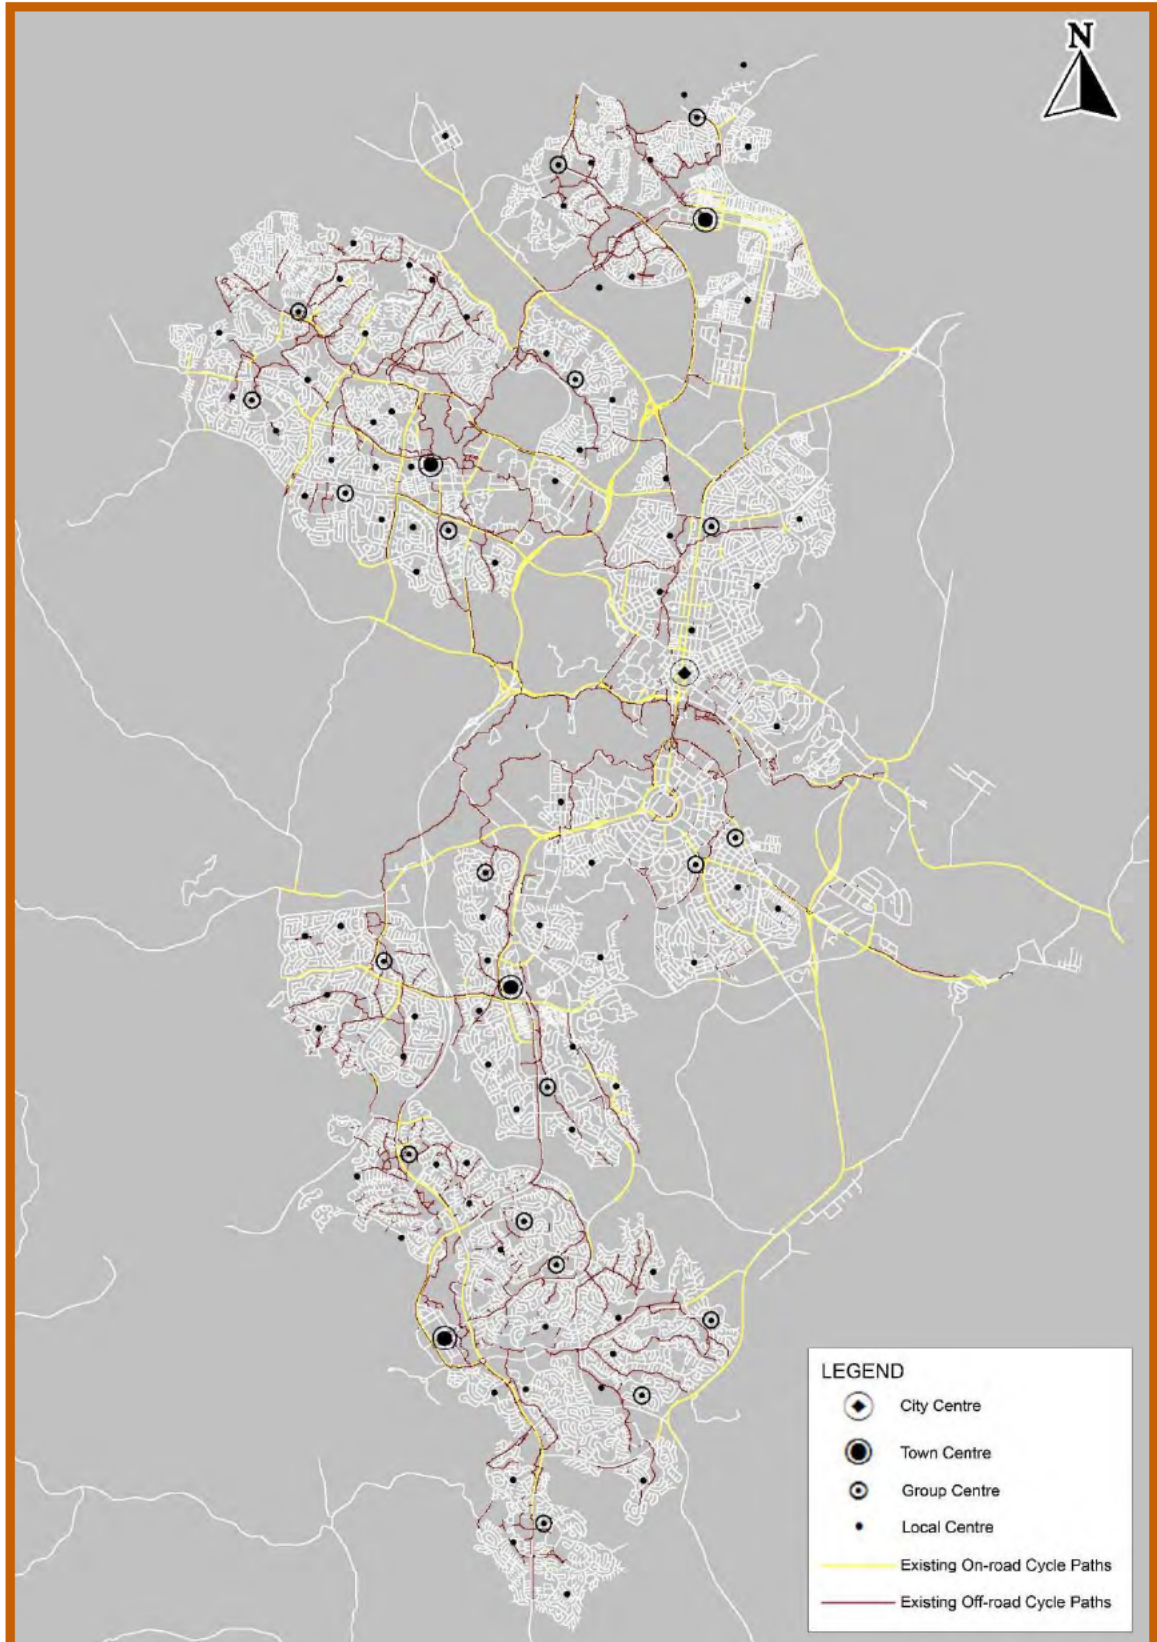 N
LEGEND
City Centre
Town Centre
Group Centre
Local Centre
Existing On-road Cycle Paths
Existing Off-road Cycle Paths